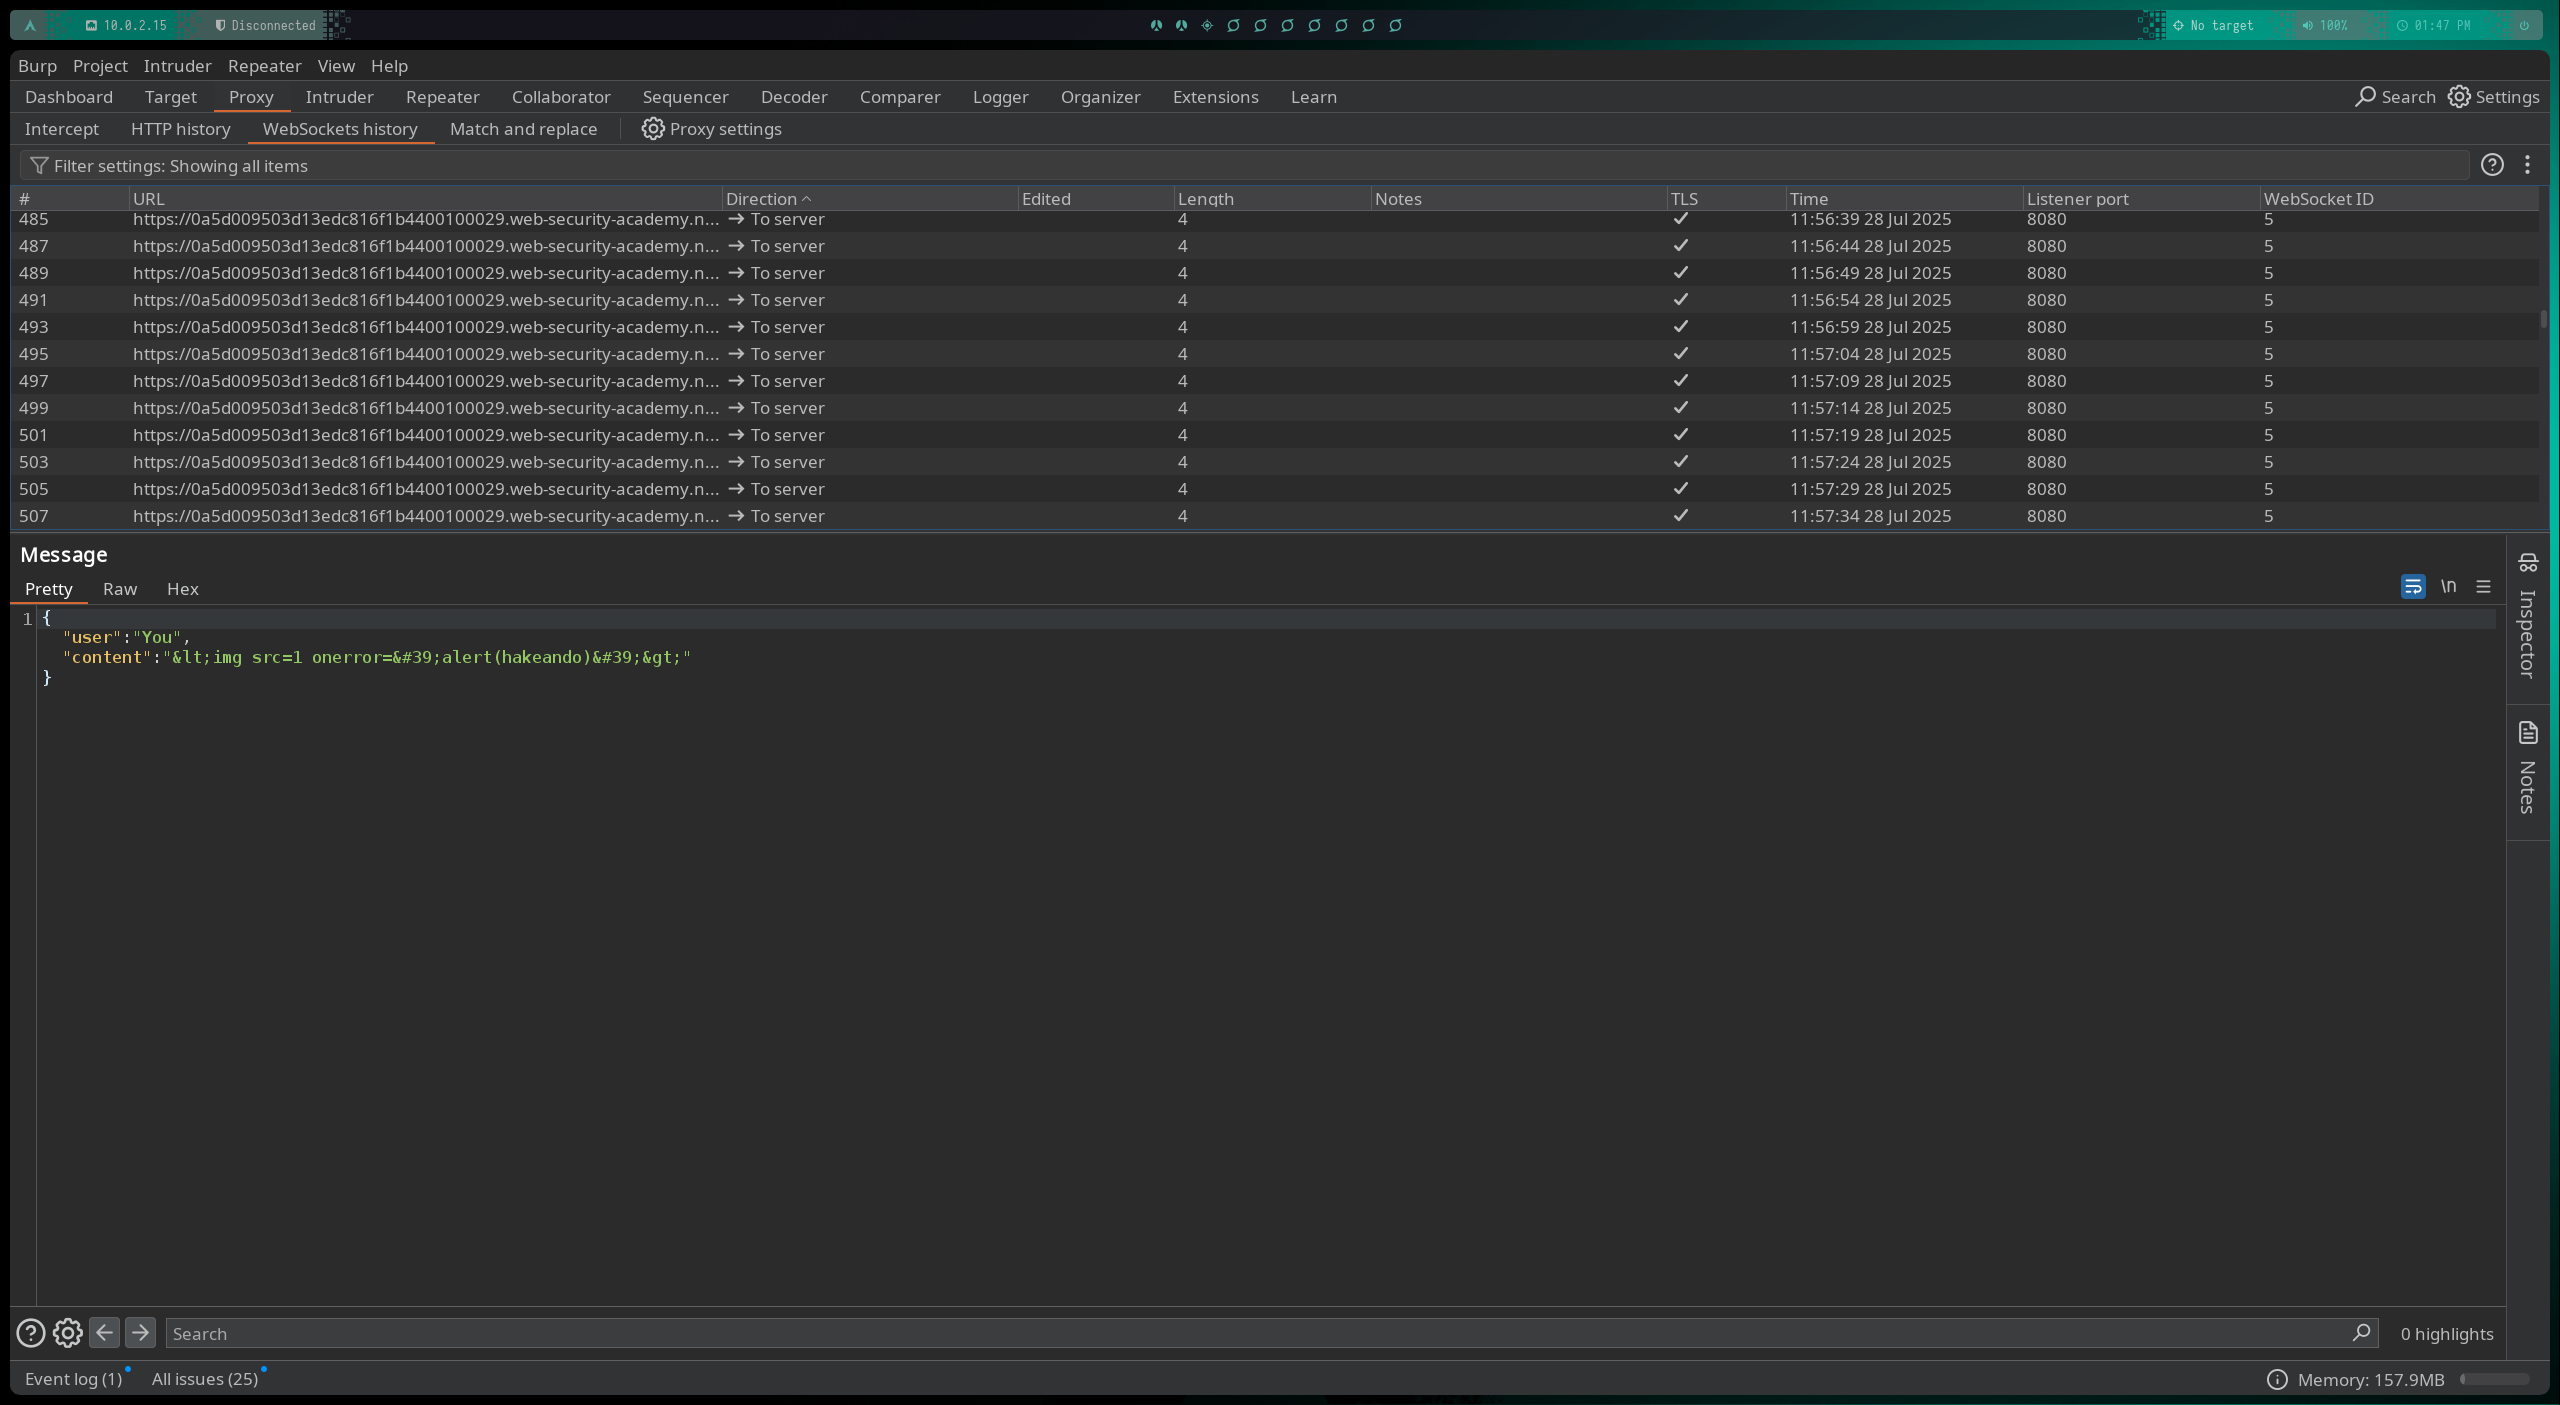 10.0.2.15 Disconnected No target 100% 01:47 PM
Burp Project Intruder Repeater View Help
Dashboard Target Proxy Intruder Repeater Collaborator Sequencer Decoder Comparer Logger Organizer Extensions Learn Search Settings
Intercept HTTP history WebSockets history Match and replace Proxy settings
Filter settings: Showing all items
# URL Direction Edited Length Notes TLS Time Listener port WebSocket ID
485 https://0a5d009503d13edc816f1b4400100029.web-security-academy.n... → To server 4 ✓ 11:56:39 28 Jul 2025 8080 5
487 https://0a5d009503d13edc816f1b4400100029.web-security-academy.n... → To server 4 ✓ 11:56:44 28 Jul 2025 8080 5
489 https://0a5d009503d13edc816f1b4400100029.web-security-academy.n... → To server 4 ✓ 11:56:49 28 Jul 2025 8080 5
491 https://0a5d009503d13edc816f1b4400100029.web-security-academy.n... → To server 4 ✓ 11:56:54 28 Jul 2025 8080 5
493 https://0a5d009503d13edc816f1b4400100029.web-security-academy.n... → To server 4 ✓ 11:56:59 28 Jul 2025 8080 5
495 https://0a5d009503d13edc816f1b4400100029.web-security-academy.n... → To server 4 ✓ 11:57:04 28 Jul 2025 8080 5
497 https://0a5d009503d13edc816f1b4400100029.web-security-academy.n... → To server 4 ✓ 11:57:09 28 Jul 2025 8080 5
499 https://0a5d009503d13edc816f1b4400100029.web-security-academy.n... → To server 4 ✓ 11:57:14 28 Jul 2025 8080 5
501 https://0a5d009503d13edc816f1b4400100029.web-security-academy.n... → To server 4 ✓ 11:57:19 28 Jul 2025 8080 5
503 https://0a5d009503d13edc816f1b4400100029.web-security-academy.n... → To server 4 ✓ 11:57:24 28 Jul 2025 8080 5
505 https://0a5d009503d13edc816f1b4400100029.web-security-academy.n... → To server 4 ✓ 11:57:29 28 Jul 2025 8080 5
507 https://0a5d009503d13edc816f1b4400100029.web-security-academy.n... → To server 4 ✓ 11:57:34 28 Jul 2025 8080 5
Message
Pretty Raw Hex \n
1 {
"user":"You",
"content":"&lt;img src=1 onerror=&#39;alert(hakeando)&#39;&gt;"
}
Inspector
Notes
Search 0 highlights
Event log (1) All issues (25) Memory: 157.9MB